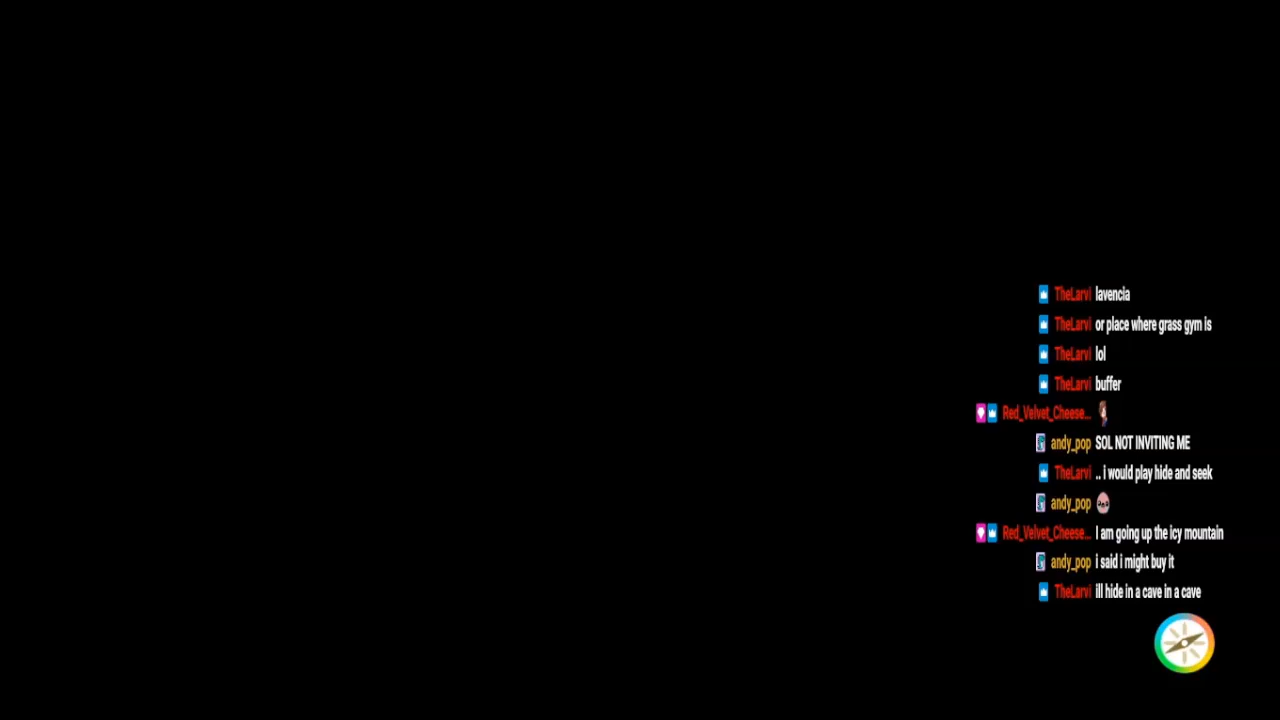 TheLarvi lavencia
TheLarvi or place where grass gym is
TheLarvi lol
TheLarvi buffer
Red_Velvet_Cheese...
andy_pop SOL NOT INVITING ME
TheLarvi .. i would play hide and seek
andy_pop
Red_Velvet_Cheese... I am going up the icy mountain
andy_pop i said i might buy it
TheLarvi ill hide in a cave in a cave